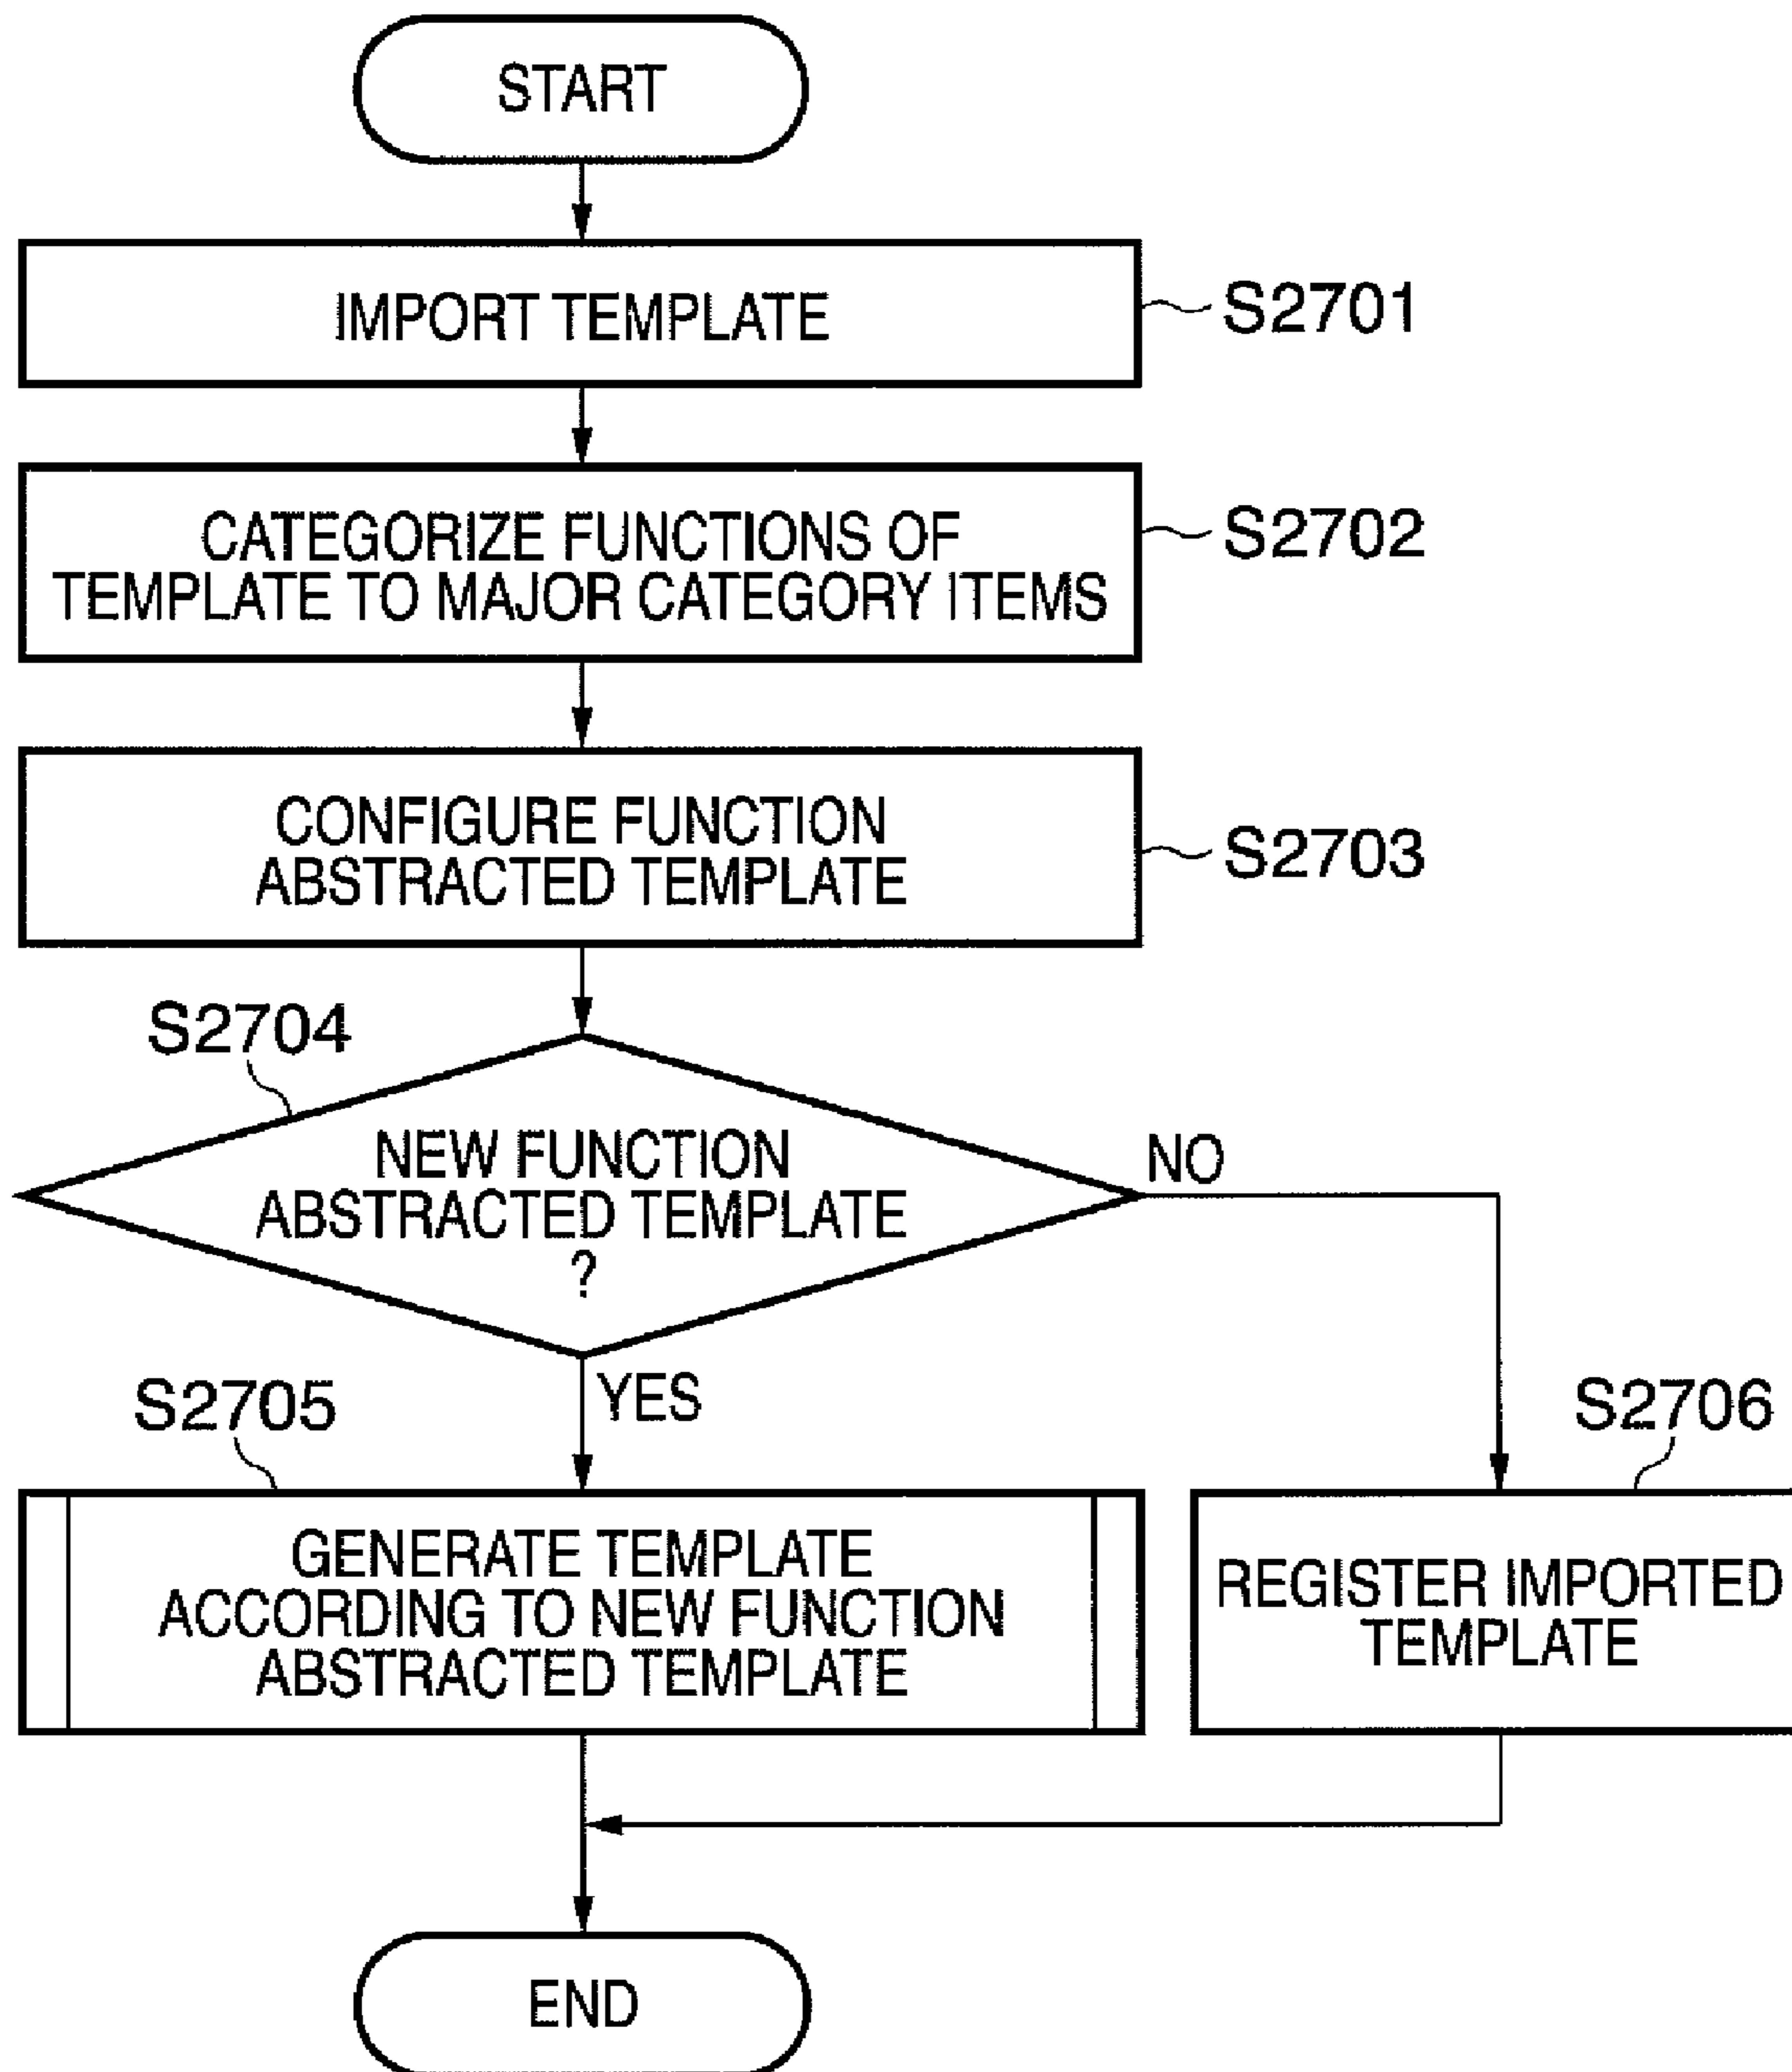 START
IMPORT TEMPLATE
S2701
CATEGORIZE FUNCTIONS OF
TEMPLATE TO MAJOR CATEGORY ITEMS
S2702
CONFIGURE FUNCTION
ABSTRACTED TEMPLATE
S2703
S2704
NEW FUNCTION
ABSTRACTED TEMPLATE
?
NO
YES
S2705
GENERATE TEMPLATE
ACCORDING TO NEW FUNCTION
ABSTRACTED TEMPLATE
S2706
REGISTER IMPORTED
TEMPLATE
END